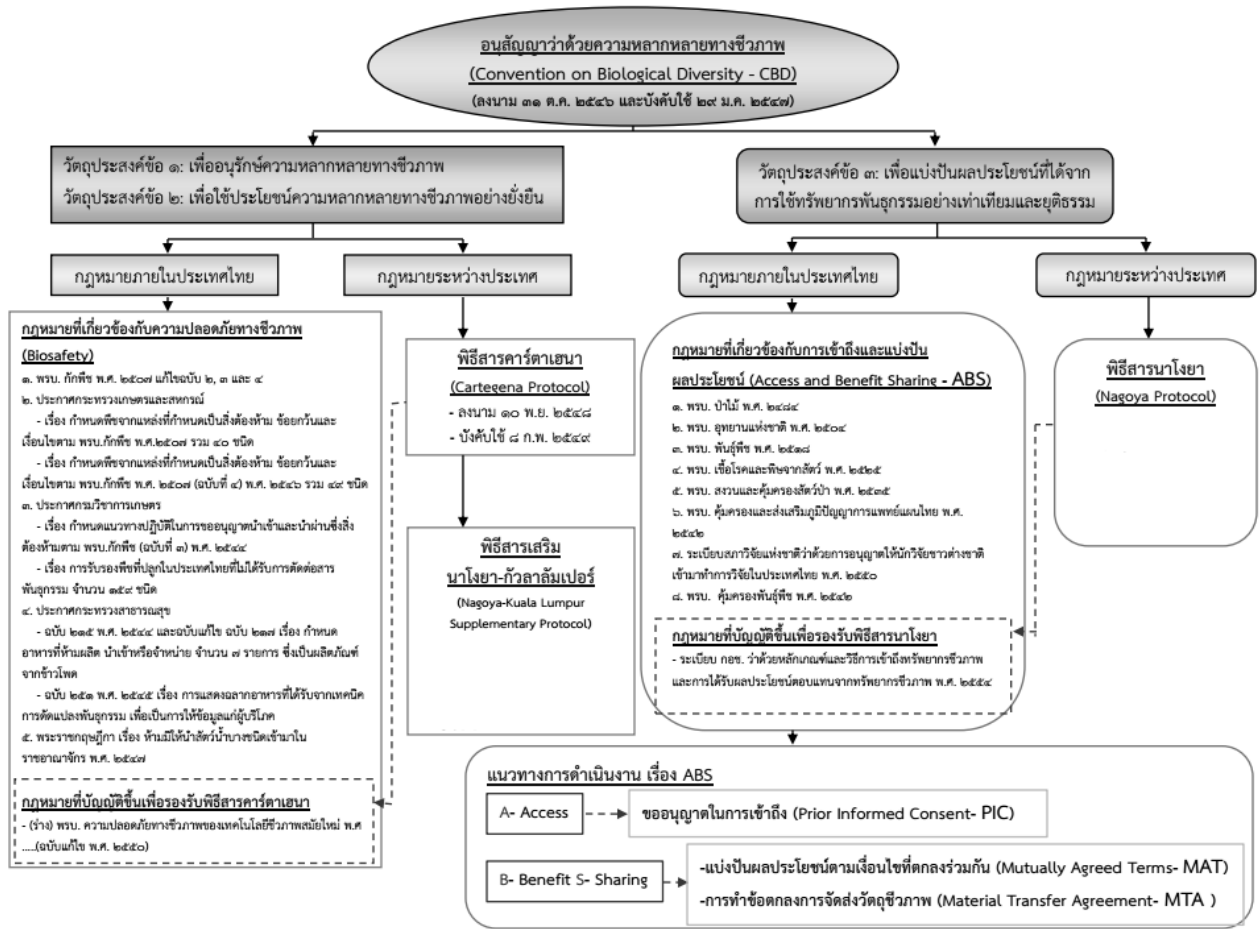 อนุสัญญาว่าด้วยความหลากหลายทางชีวภาพ
(Convention on Biological Diversity - CBD)
(ลงนาม ๓๑ ต.ค. ๒๕๔๖ และบังคับใช้ ๒๙ ม.ค. ๒๕๔๗)
วัตถุประสงค์ข้อ ๑: เพื่ออนุรักษ์ความหลากหลายทางชีวภาพ
วัตถุประสงค์ข้อ ๒: เพื่อใช้ประโยชน์ความหลากหลายทางชีวภาพอย่างยั่งยืน
วัตถุประสงค์ข้อ ๓: เพื่อแบ่งปันผลประโยชน์ที่ได้จาก
การใช้ทรัพยากรพันธุกรรมอย่างเท่าเทียมและยุติธรรม
กฎหมายภายในประเทศไทย
กฎหมายระหว่างประเทศ
กฎหมายภายในประเทศไทย
กฎหมายระหว่างประเทศ
กฎหมายที่เกี่ยวข้องกับความปลอดภัยทางชีวภาพ
(Biosafety)
๑. พรบ. กักพืช พ.ศ. ๒๕๐๗ แก้ไขฉบับ ๒, ๓ และ ๔
๒. ประกาศกระทรวงเกษตรและสหกรณ์
- เรื่อง กำหนดพืชจากแหล่งที่กำหนดเป็นสิ่งต้องห้าม ข้อยกเว้นและ
เงื่อนไขตาม พรบ.กักพืช พ.ศ.๒๕๐๗ รวม ๔๐ ชนิด
- เรื่อง กำหนดพืชจากแหล่งที่กำหนดเป็นสิ่งต้องห้าม ข้อยกเว้นและ
เงื่อนไขตาม พรบ.กักพืช พ.ศ. ๒๕๐๗ (ฉบับที่ ๔) พ.ศ. ๒๕๔๖ รวม ๔๙ ชนิด
๓. ประกาศกรมวิชาการเกษตร
- เรื่อง กำหนดแนวทางปฏิบัติในการขออนุญาตนำเข้าและนำผ่านซึ่งสิ่ง
ต้องห้ามตาม พรบ.กักพืช (ฉบับที่ ๓) พ.ศ. ๒๕๔๔
- เรื่อง การรับรองพืชที่ปลูกในประเทศไทยที่ไม่ได้รับการตัดต่อสาร
พันธุกรรม จำนวน ๑๕๙ ชนิด
๔. ประกาศกระทรวงสาธารณสุข
- ฉบับ ๒๑๕ พ.ศ. ๒๕๔๔ และฉบับแก้ไข ฉบับ ๒๑๗ เรื่อง กำหนด
อาหารที่ห้ามผลิต นำเข้าหรือจำหน่าย จำนวน ๗ รายการ ซึ่งเป็นผลิตภัณฑ์
จากข้าวโพด
- ฉบับ ๒๕๑ พ.ศ. ๒๕๔๕ เรื่อง การแสดงฉลากอาหารที่ได้รับจากเทคนิค
การดัดแปลงพันธุกรรม เพื่อเป็นการให้ข้อมูลแก่ผู้บริโภค
๕. พระราชกฤษฎีกา เรื่อง ห้ามมิให้นำสัตว์น้ำบางชนิดเข้ามาใน
ราชอาณาจักร พ.ศ. ๒๕๔๗
กฎหมายที่บัญญัติขึ้นเพื่อรองรับพิธีสารคาร์ตาเฮนา
- (ร่าง) พรบ. ความปลอดภัยทางชีวภาพของเทคโนโลยีชีวภาพสมัยใหม่ พ.ศ
.....(ฉบับแก้ไข พ.ศ. ๒๕๕๐)
พิธีสารคาร์ตาเฮนา
(Cartegena Protocol)
- ลงนาม ๑๐ พ.ย. ๒๕๔๘
- บังคับใช้ ๘ ก.พ. ๒๕๔๙
พิธีสารเสริม
นาโงยา-กัวลาลัมเปอร์
(Nagoya-Kuala Lumpur
Supplementary Protocol)
กฎหมายที่เกี่ยวข้องกับการเข้าถึงและแบ่งปัน
ผลประโยชน์ (Access and Benefit Sharing - ABS)
๑. พรบ. ป่าไม้ พ.ศ. ๒๔๘๔
๒. พรบ. อุทยานแห่งชาติ พ.ศ. ๒๕๐๔
๓. พรบ. พันธุ์พืช พ.ศ. ๒๕๑๘
๔. พรบ. เชื้อโรคและพิษจากสัตว์ พ.ศ. ๒๕๒๕
๕. พรบ. สงวนและคุ้มครองสัตว์ป่า พ.ศ. ๒๕๓๕
๖. พรบ. คุ้มครองและส่งเสริมภูมิปัญญาการแพทย์แผนไทย พ.ศ.
๒๕๔๒
๗. ระเบียบสภาวิจัยแห่งชาติว่าด้วยการอนุญาตให้นักวิจัยชาวต่างชาติ
เข้ามาทำการวิจัยในประเทศไทย พ.ศ. ๒๕๕๐
๘. พรบ. คุ้มครองพันธุ์พืช พ.ศ. ๒๕๔๒
กฎหมายที่บัญญัติขึ้นเพื่อรองรับพิธีสารนาโงยา
- ระเบียบ กอช. ว่าด้วยหลักเกณฑ์และวิธีการเข้าถึงทรัพยากรชีวภาพ
และการได้รับผลประโยชน์ตอบแทนจากทรัพยากรชีวภาพ พ.ศ. ๒๕๕๔
พิธีสารนาโงยา
(Nagoya Protocol)
แนวทางการดำเนินงาน เรื่อง ABS
A- Access
ขออนุญาตในการเข้าถึง (Prior Informed Consent- PIC)
B- Benefit S- Sharing
-แบ่งปันผลประโยชน์ตามเงื่อนไขที่ตกลงร่วมกัน (Mutually Agreed Terms- MAT)
-การทำข้อตกลงการจัดส่งวัตถุชีวภาพ (Material Transfer Agreement- MTA )